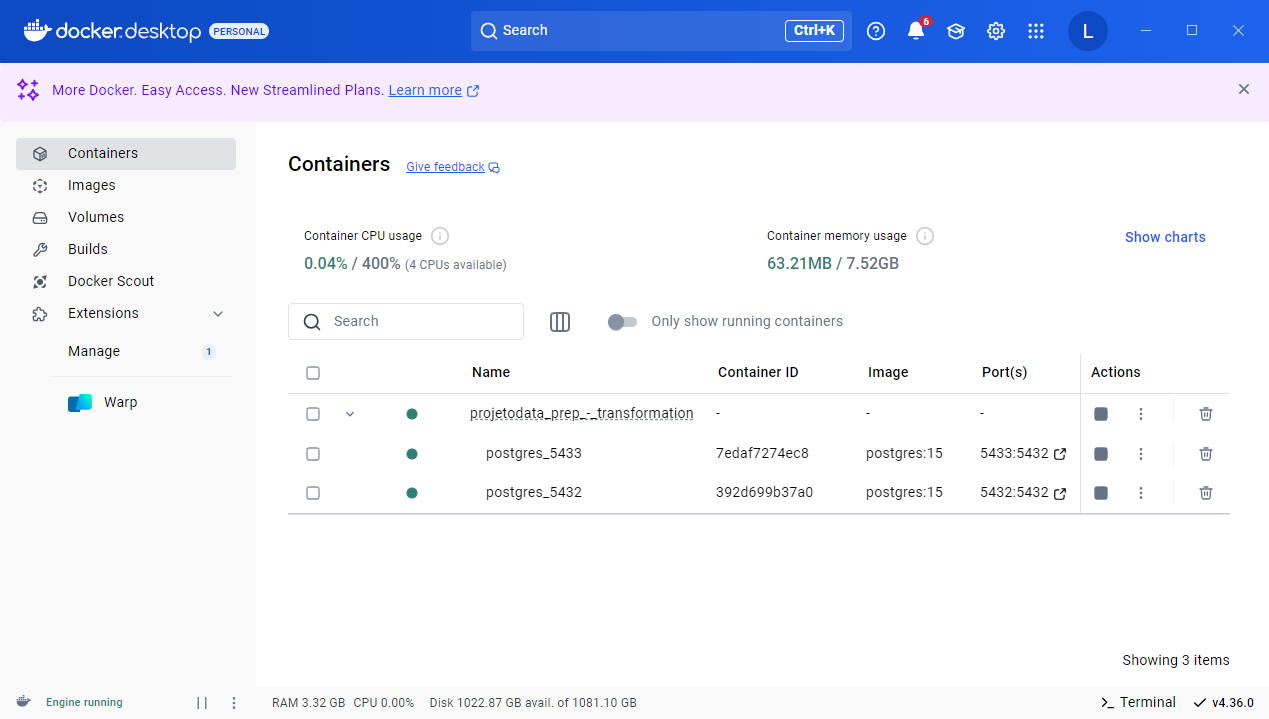 docker.desktop PERSONAL Search Ctrl+K 6 L
More Docker. Easy Access. New Streamlined Plans. Learn more
Containers
Images
Volumes
Builds
Docker Scout
Extensions
Manage 1
Warp
Containers Give feedback
Container CPU usage
0.04% / 400% (4 CPUs available)
Container memory usage
63.21MB / 7.52GB
Show charts
Search
Only show running containers
Name Container ID Image Port(s) Actions
projetodata_prep_-_transformation - - -
postgres_5433 7edaf7274ec8 postgres:15 5433:5432
postgres_5432 392d699b37a0 postgres:15 5432:5432
Showing 3 items
Engine running RAM 3.32 GB CPU 0.00% Disk 1022.87 GB avail. of 1081.10 GB Terminal v4.36.0